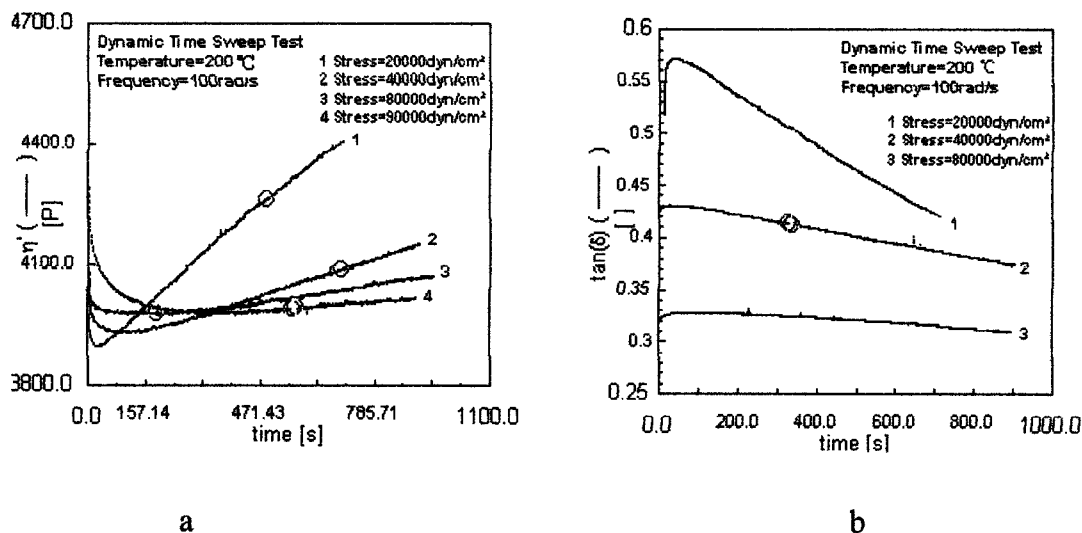 4700.0
Dynamic Time Sweep Test
Temperature=200 ℃
Frequency=100rad/s
1 Stress=20000dyn/cm²
2 Stress=40000dyn/cm²
3 Stress=80000dyn/cm²
4 Stress=90000dyn/cm²
4400.0
4100.0
3800.0
η' ( —— )
[P]
1
2
3
4
0.0
157.14
471.43
785.71
1100.0
time [s]
a
0.6
0.55
0.5
0.45
0.4
0.35
0.3
0.25
tan(δ) ( —— )
[ ]
Dynamic Time Sweep Test
Temperature=200 ℃
Frequency=100rad/s
1 Stress=20000dyn/cm²
2 Stress=40000dyn/cm²
3 Stress=80000dyn/cm²
1
2
3
0.0
200.0
400.0
600.0
800.0
1000.0
time [s]
b